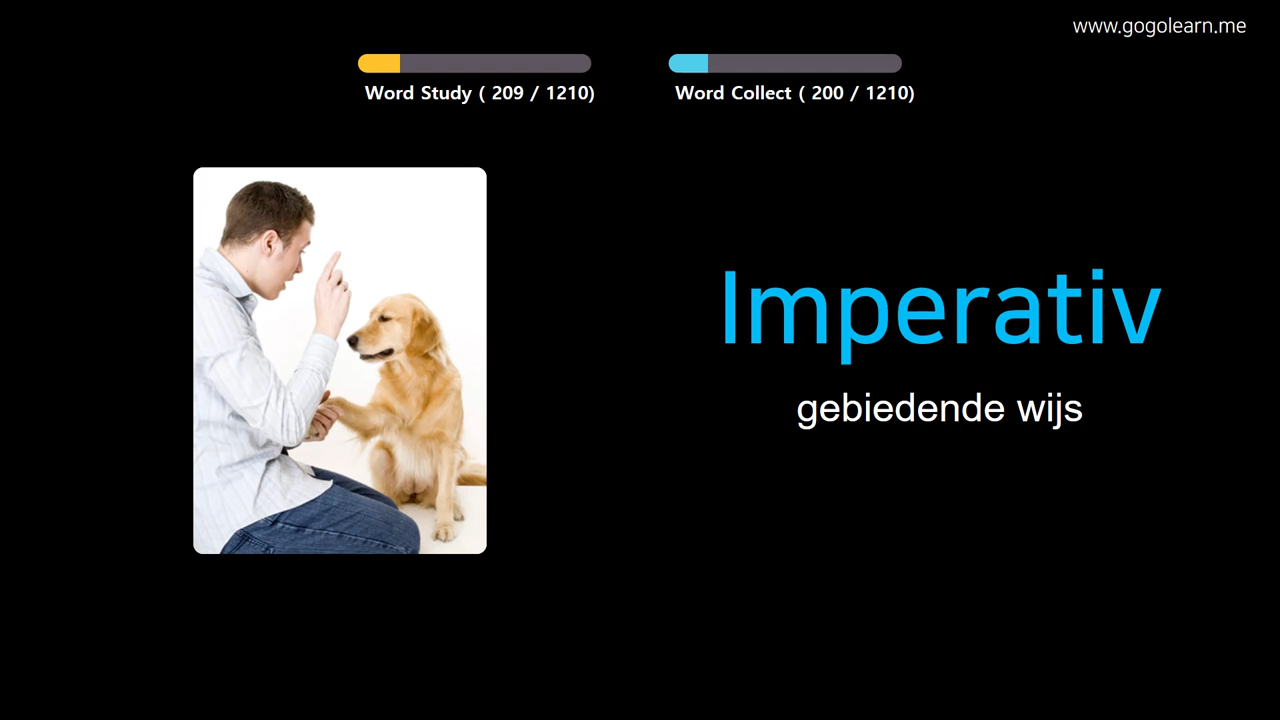 www.gogolearn.me
Word Study ( 209 / 1210)
Word Collect ( 200 / 1210)
Imperativ
gebiedende wijs